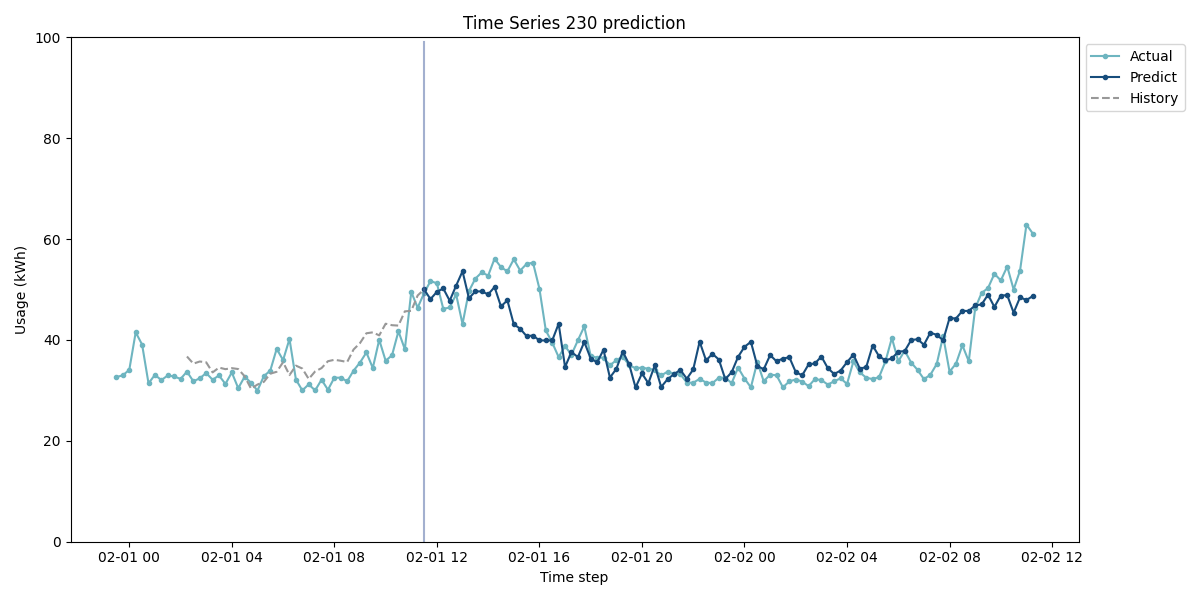 Time Series 230 prediction
100
80
60
40
20
0
Usage (kWh)
02-01 00
02-01 04
02-01 08
02-01 12
02-01 16
02-01 20
02-02 00
02-02 04
02-02 08
02-02 12
Time step
Actual
Predict
History